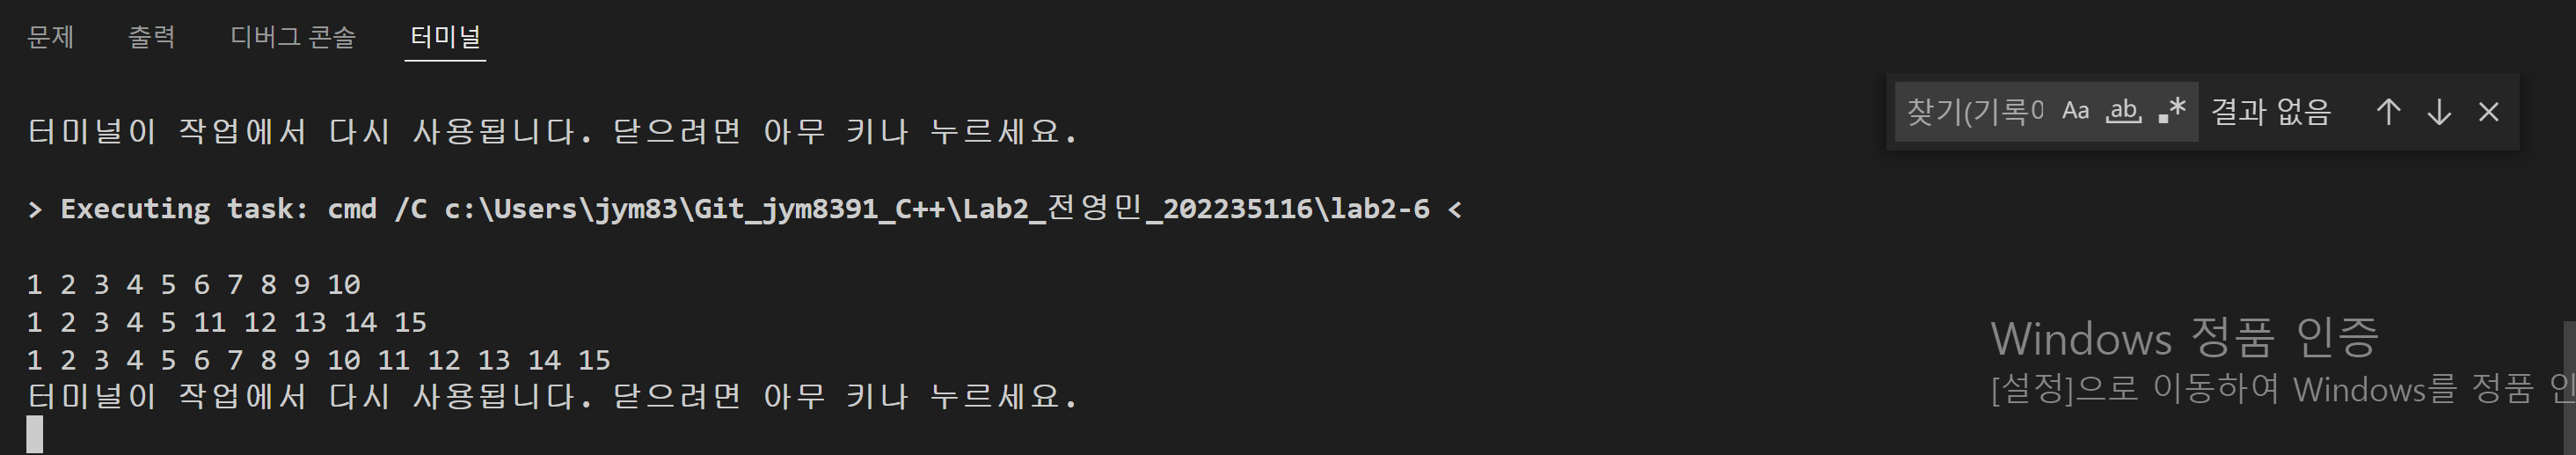 문제 출력 디버그 콘솔 터미널
찾기(기록에 Aa ab .* 결과 없음
터미널이 작업에서 다시 사용됩니다. 닫으려면 아무 키나 누르세요.
> Executing task: cmd /C c:\Users\jym83\Git_jym8391_C++\Lab2_전영민_202235116\lab2-6 <
1 2 3 4 5 6 7 8 9 10
1 2 3 4 5 11 12 13 14 15
1 2 3 4 5 6 7 8 9 10 11 12 13 14 15
터미널이 작업에서 다시 사용됩니다. 닫으려면 아무 키나 누르세요.
Windows 정품 인증
[설정]으로 이동하여 Windows를 정품 인